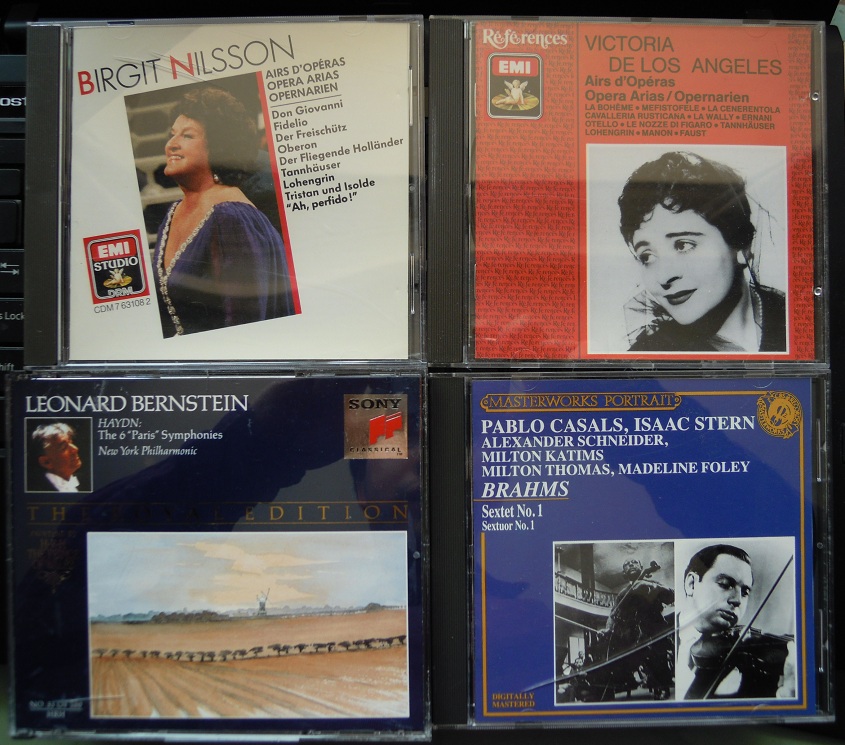 BIRGIT NILSSON
AIRS D'OPÉRAS
OPERA ARIAS
OPERNARIEN
Don Giovanni
Fidelio
Der Freischütz
Oberon
Der Fliegende Holländer
Tannhäuser
Lohengrin
Tristan und Isolde
"Ah, perfido!"
EMI
STUDIO
DRM
CDM 7 63108 2
Références
EMI
VICTORIA
DE LOS ANGELES
Airs d'Opéras
Opera Arias/Opernarien
LA BOHÈME • MEFISTOFELE • LA CENERENTOLA
CAVALLERIA RUSTICANA • LA WALLY • ERNANI
OTELLO • LE NOZZE DI FIGARO • TANNHÄUSER
LOHENGRIN • MANON • FAUST
LEONARD BERNSTEIN
HAYDN:
The 6 "Paris" Symphonies
New York Philharmonic
SONY
CLASSICAL
THE ROYAL EDITION
MASTERWORKS PORTRAIT
PABLO CASALS, ISAAC STERN
ALEXANDER SCHNEIDER,
MILTON KATIMS
MILTON THOMAS, MADELINE FOLEY
BRAHMS
Sextet No. 1
Sextuor No. 1
DIGITALLY
MASTERED
s Lock
Shift